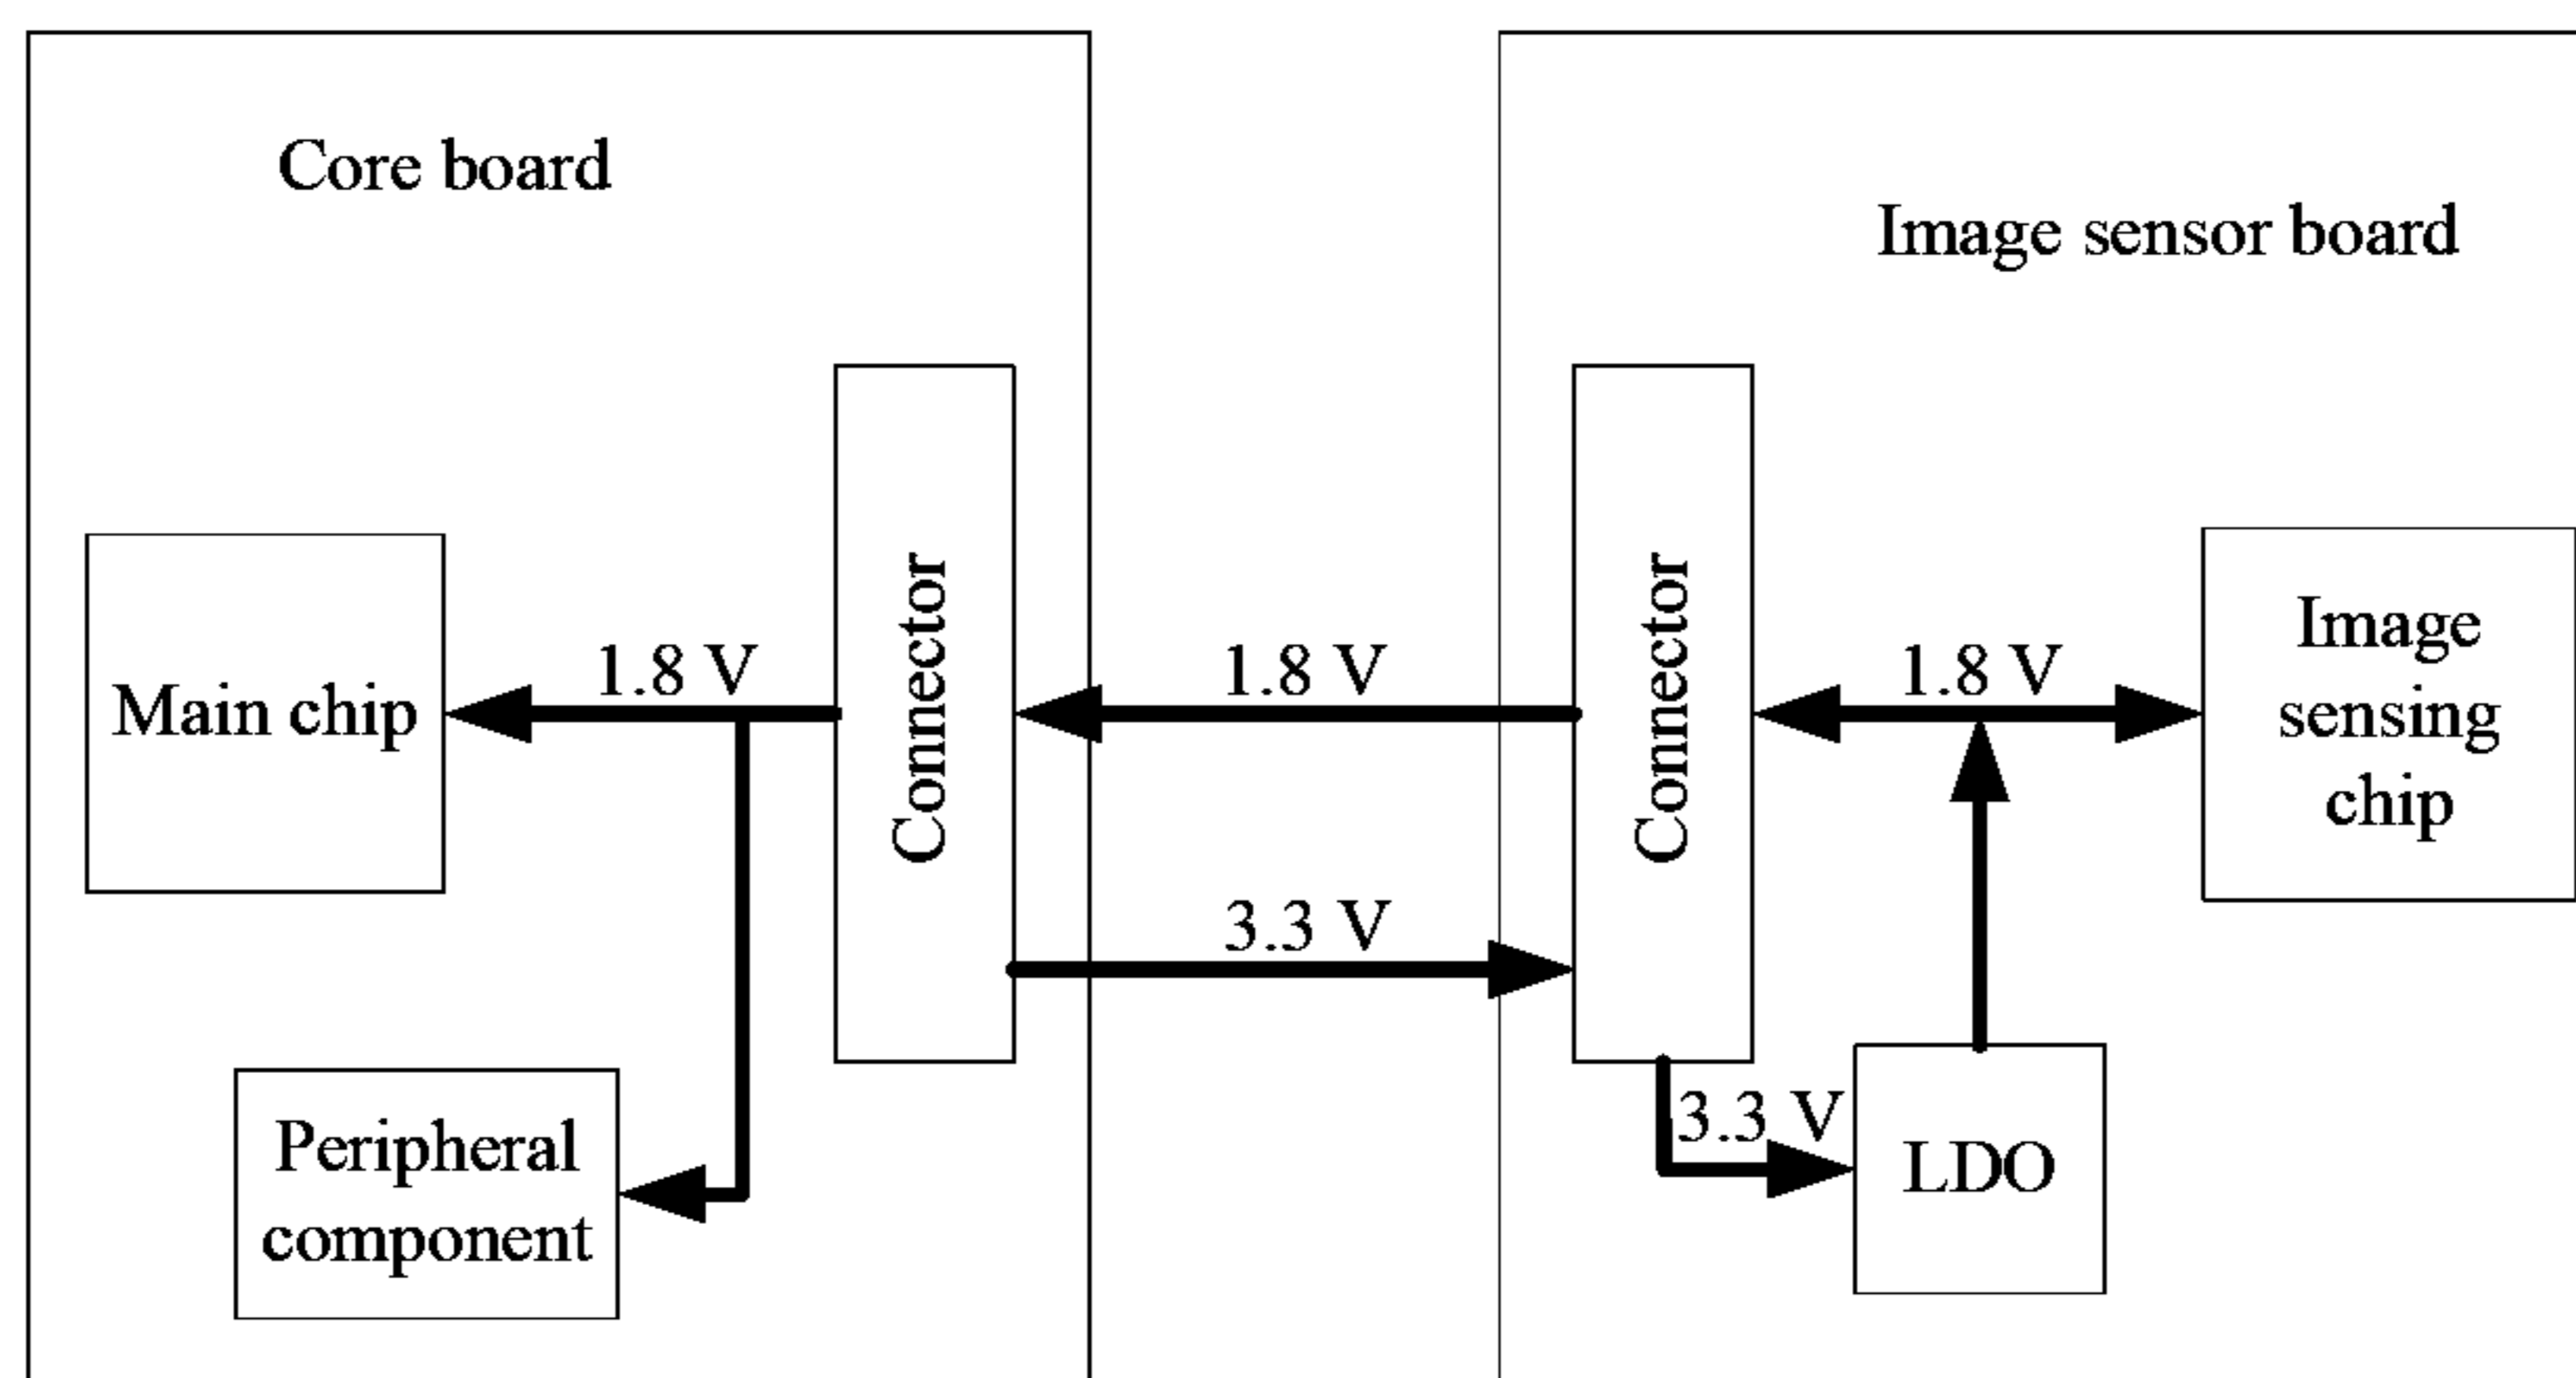 Core board
Image sensor board
Main chip
1.8 V
Connector
1.8 V
3.3 V
Connector
1.8 V
Image
sensing
chip
Peripheral
component
3.3 V
LDO